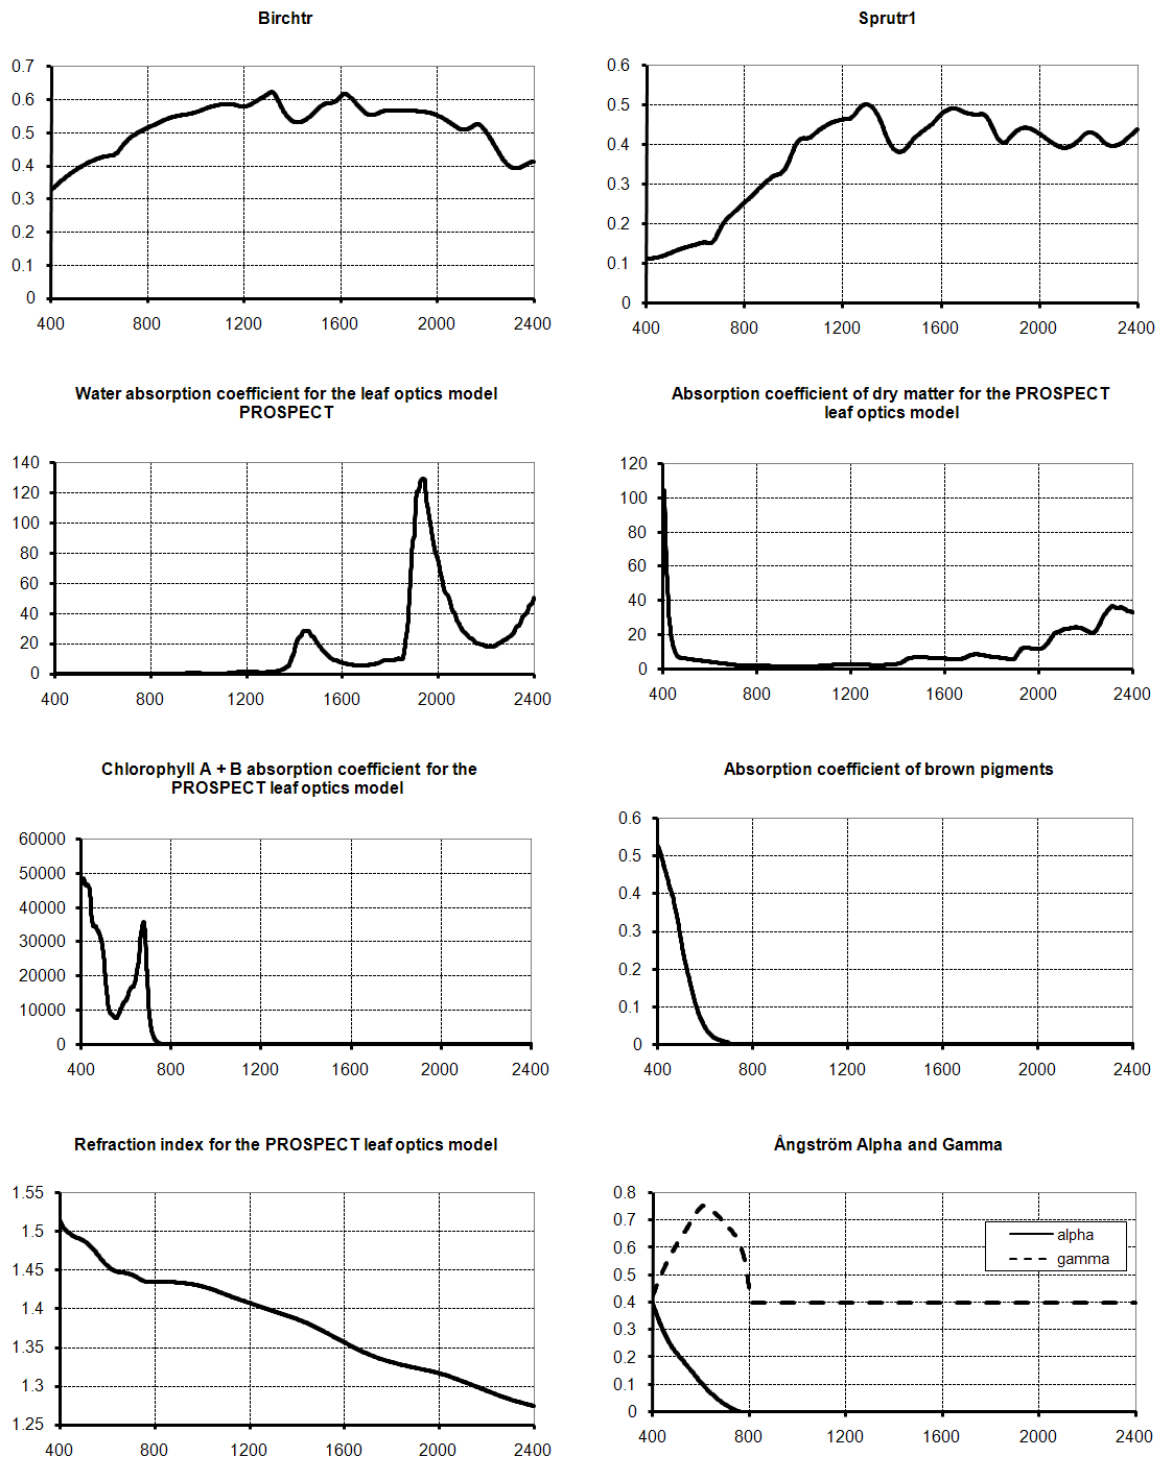 Birchtr
0.7
0.6
0.5
0.4
0.3
0.2
0.1
0
400 800 1200 1600 2000 2400
Sprutr1
0.6
0.5
0.4
0.3
0.2
0.1
0
400 800 1200 1600 2000 2400
Water absorption coefficient for the leaf optics model
PROSPECT
140
120
100
80
60
40
20
0
400 800 1200 1600 2000 2400
Absorption coefficient of dry matter for the PROSPECT
leaf optics model
120
100
80
60
40
20
0
400 800 1200 1600 2000 2400
Chlorophyll A + B absorption coefficient for the
PROSPECT leaf optics model
60000
50000
40000
30000
20000
10000
0
400 800 1200 1600 2000 2400
Absorption coefficient of brown pigments
0.6
0.5
0.4
0.3
0.2
0.1
0
400 800 1200 1600 2000 2400
Refraction index for the PROSPECT leaf optics model
1.55
1.5
1.45
1.4
1.35
1.3
1.25
400 800 1200 1600 2000 2400
Ångström Alpha and Gamma
0.8
0.7
0.6
0.5
0.4
0.3
0.2
0.1
0
alpha
gamma
400 800 1200 1600 2000 2400